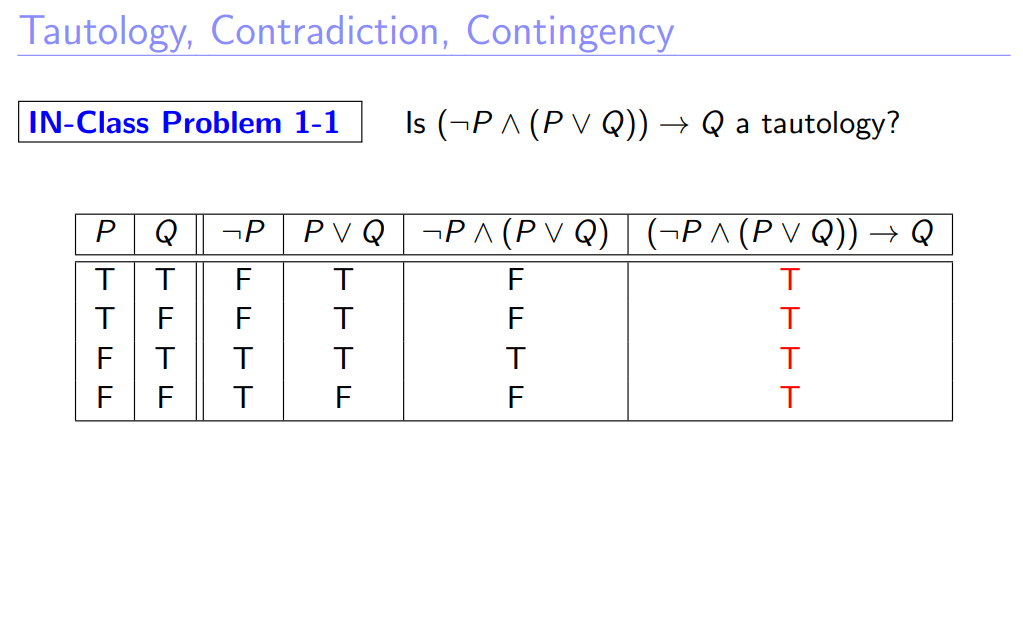 Tautology, Contradiction, Contingency
IN-Class Problem 1-1 Is (¬P ∧ (P ∨ Q)) → Q a tautology?
P Q ¬P P ∨ Q ¬P ∧ (P ∨ Q) (¬P ∧ (P ∨ Q)) → Q
T T F T F T
T F F T F T
F T T T T T
F F T F F T